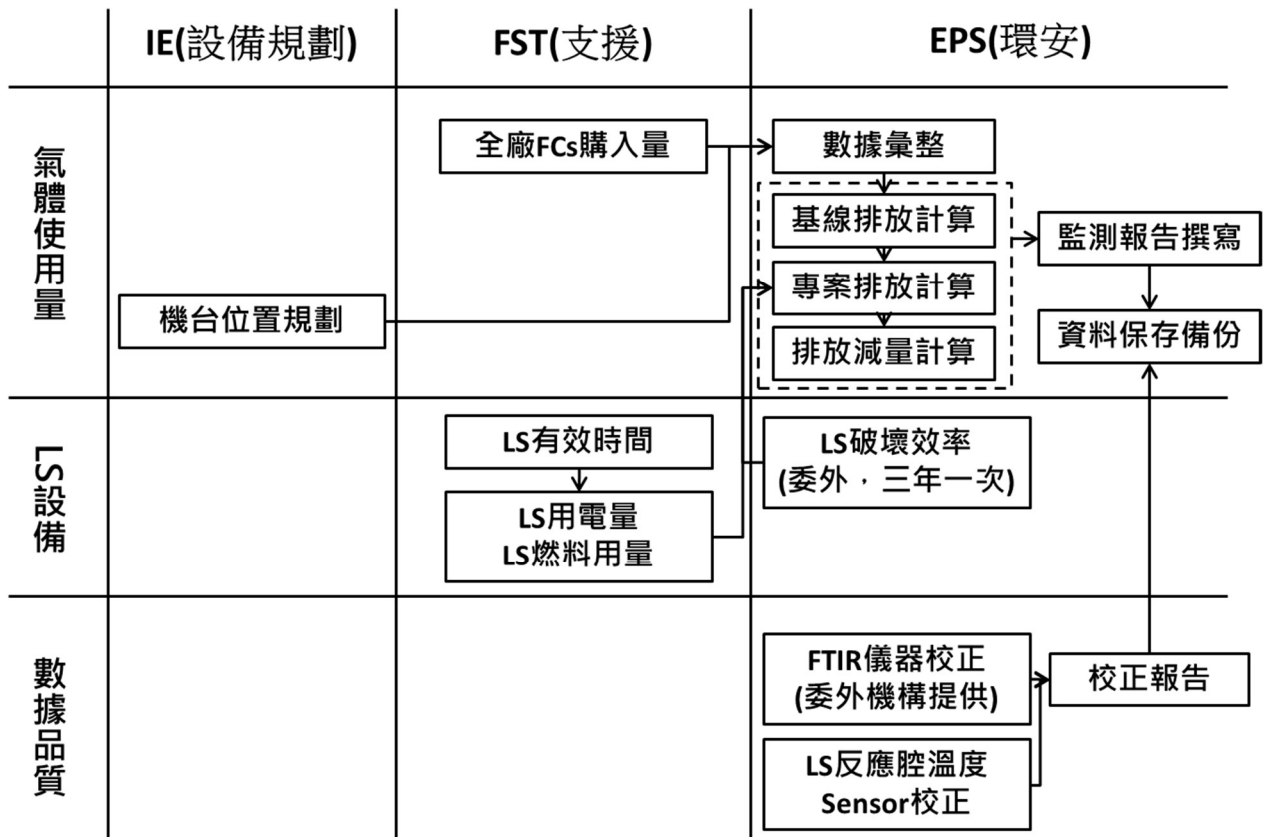 IE(設備規劃)
FST(支援)
EPS(環安)
氣體使用量
全廠FCs購入量
數據彙整
基線排放計算
監測報告撰寫
專案排放計算
機台位置規劃
資料保存備份
排放減量計算
LS設備
LS有效時間
LS破壞效率
(委外，三年一次)
LS用電量
LS燃料用量
數據品質
FTIR儀器校正
(委外機構提供)
校正報告
LS反應腔溫度
Sensor校正